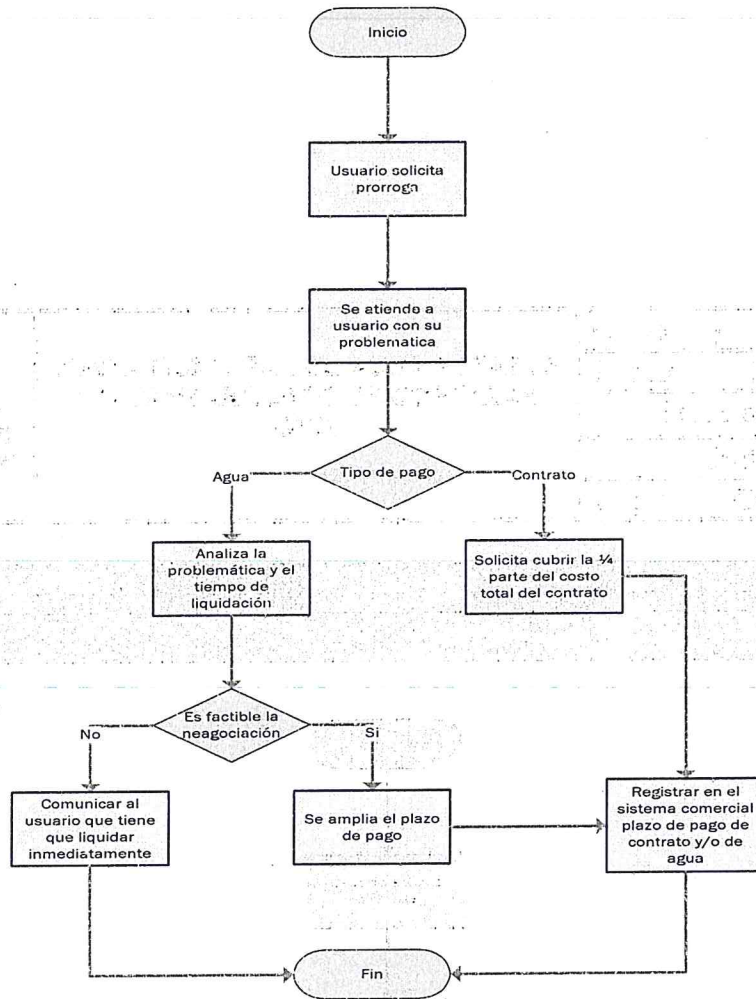 Inicio
Usuario solicita
prorroga
Se atiende a
usuario con su
problematica
Tipo de pago
Agua
Contrato
Analiza la
problemática y el
tiempo de
liquidación
Solicita cubrir la ¼
parte del costo
total del contrato
Es factible la
neagociación
No
Si
Comunicar al
usuario que tiene
que liquidar
inmediatamente
Se amplia el plazo
de pago
Registrar en el
sistema comercial
plazo de pago de
contrato y/o de
agua
Fin